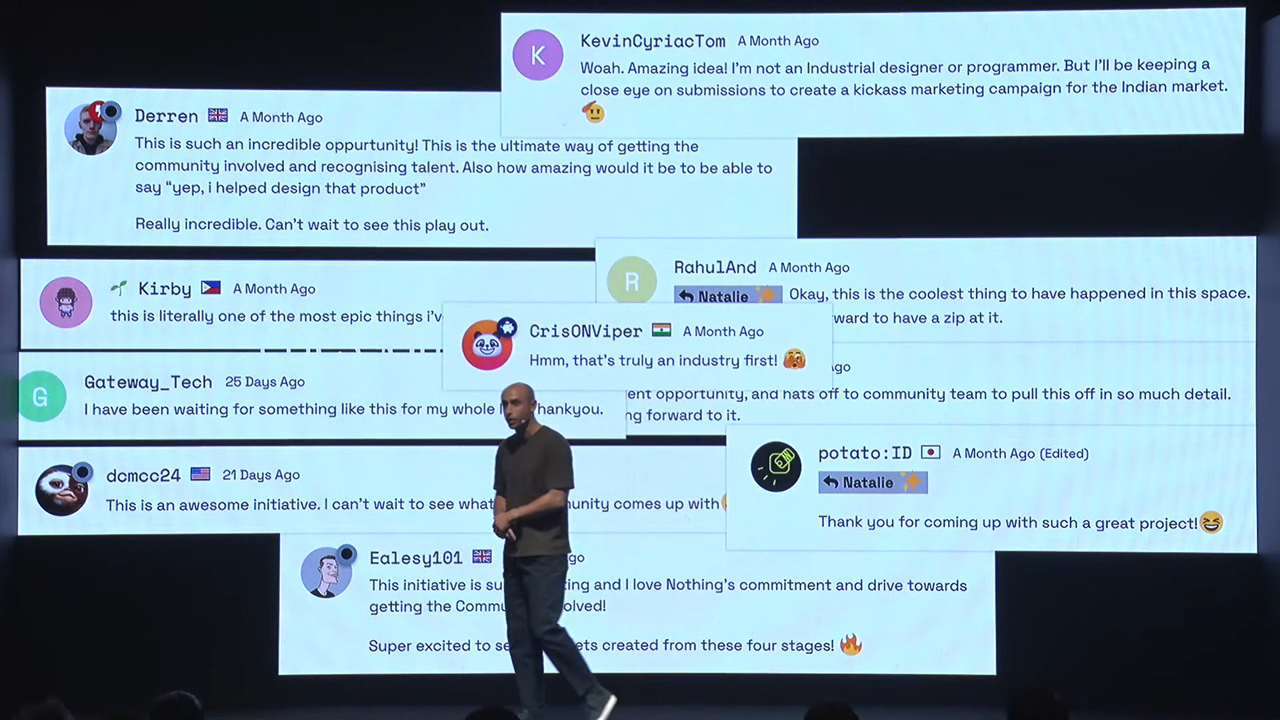 K
KevinCyriacTom A Month Ago
Woah. Amazing idea! I'm not an Industrial designer or programmer. But I'll be keeping a
close eye on submissions to create a kickass marketing campaign for the Indian market.
Derren A Month Ago
This is such an incredible oppurtunity! This is the ultimate way of getting the
community involved and recognising talent. Also how amazing would it be to be able to
say “yep, i helped design that product”
Really incredible. Can't wait to see this play out.
Kirby A Month Ago
this is literally one of the most epic things i'v
R
RahulAnd A Month Ago
Natalie Okay, this is the coolest thing to have happened in this space.
ward to have a zip at it.
CrisONViper A Month Ago
Hmm, that's truly an industry first!
G
Gateway_Tech 25 Days Ago
I have been waiting for something like this for my whole hankyou.
go
ent opportunity, and hats off to community team to pull this off in so much detail.
ng forward to it.
dcmcc24 21 Days Ago
This is an awesome initiative. I can't wait to see what unity comes up with
potato:ID A Month Ago (Edited)
Natalie
Thank you for coming up with such a great project!
Ealesy101 go
This initiative is su ing and I love Nothing's commitment and drive towards
getting the Commu olved!
Super excited to se ets created from these four stages!